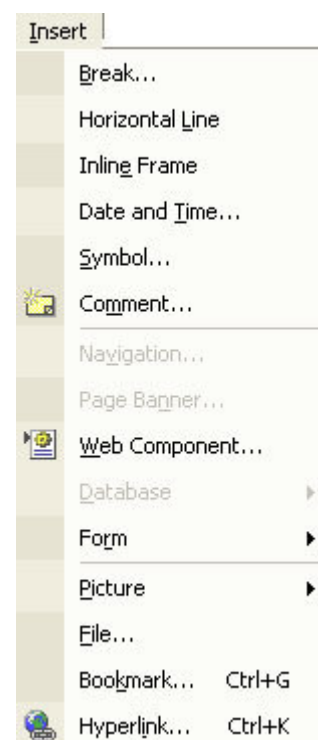 Insert
Break...
Horizontal Line
Inline Frame
Date and Time...
Symbol...
Comment...
Navigation...
Page Banner...
Web Component...
Database
Form
Picture
File...
Bookmark... Ctrl+G
Hyperlink... Ctrl+K